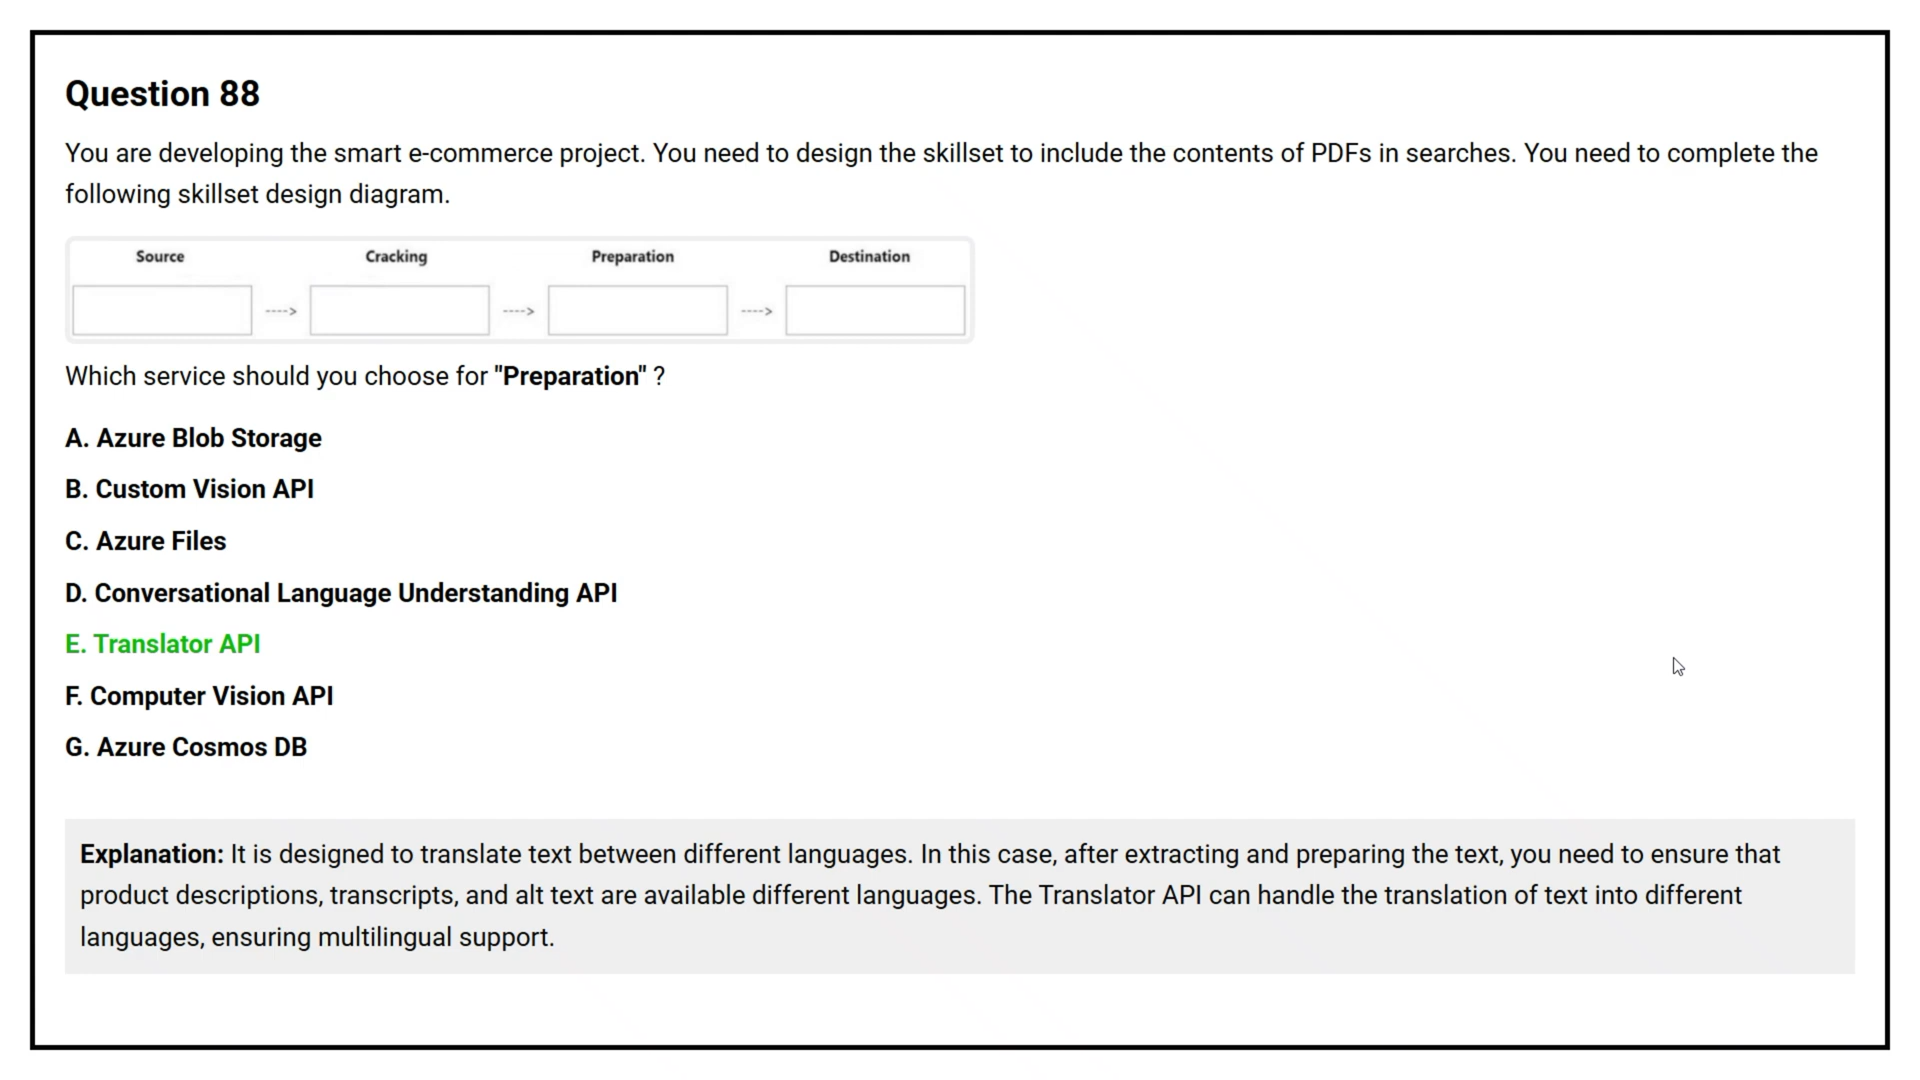 Question 88
You are developing the smart e-commerce project. You need to design the skillset to include the contents of PDFs in searches. You need to complete the
following skillset design diagram.
Source Cracking Preparation Destination
----> ----> ---->
Which service should you choose for "Preparation" ?
A. Azure Blob Storage
B. Custom Vision API
C. Azure Files
D. Conversational Language Understanding API
E. Translator API
F. Computer Vision API
G. Azure Cosmos DB
Explanation: It is designed to translate text between different languages. In this case, after extracting and preparing the text, you need to ensure that
product descriptions, transcripts, and alt text are available different languages. The Translator API can handle the translation of text into different
languages, ensuring multilingual support.